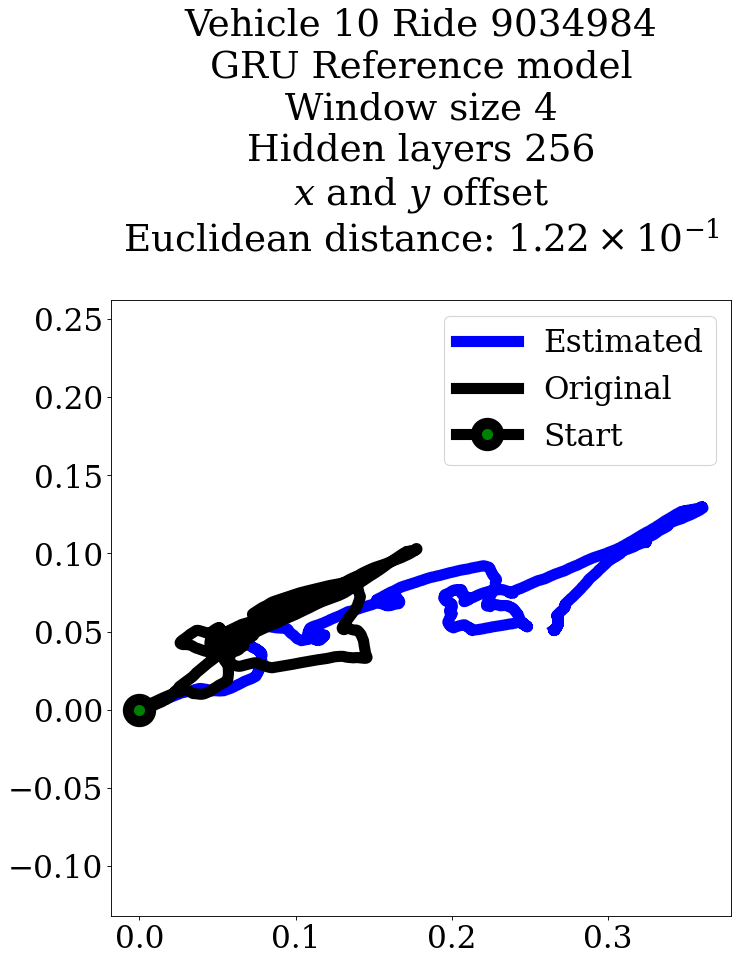 Vehicle 10 Ride 9034984
GRU Reference model
Window size 4
Hidden layers 256
x and y offset
Euclidean distance: 1.22 × 10⁻¹
Estimated
Original
Start
0.25
0.20
0.15
0.10
0.05
0.00
−0.05
−0.10
0.0 0.1 0.2 0.3